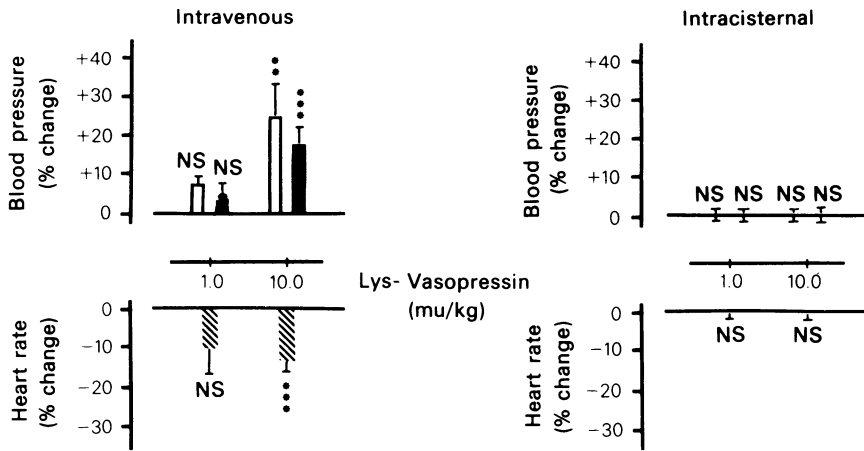 Intravenous
Blood pressure
(% change)
+40
+30
+20
+10
0
NS NS
1.0 10.0
Heart rate
(% change)
0
−10
−20
−30
NS
Lys- Vasopressin
(mu/kg)
Intracisternal
Blood pressure
(% change)
+40
+30
+20
+10
0
NS NS NS NS
1.0 10.0
Heart rate
(% change)
0
−10
−20
−30
NS NS